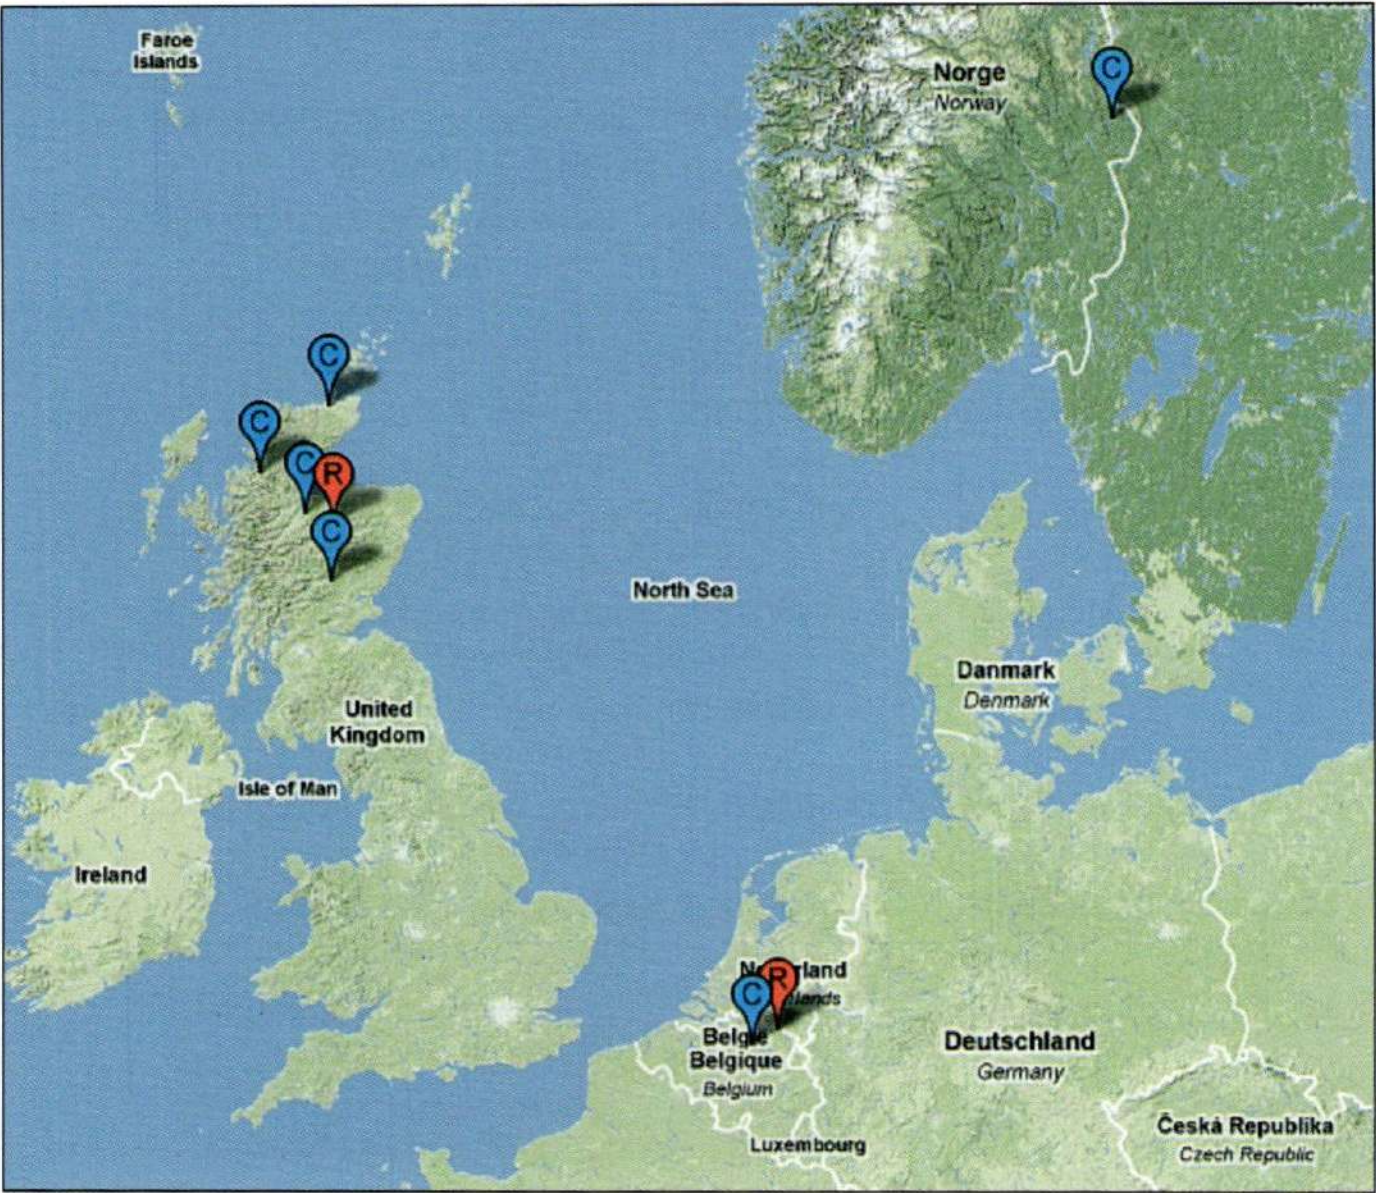 Faroe
Islands
Norge
Norway
C
C
C
C
R
C
North Sea
Danmark
Denmark
United
Kingdom
Isle of Man
Ireland
R
C
België
Belgique
Belgium
Deutschland
Germany
Luxembourg
Česká Republika
Czech Republic